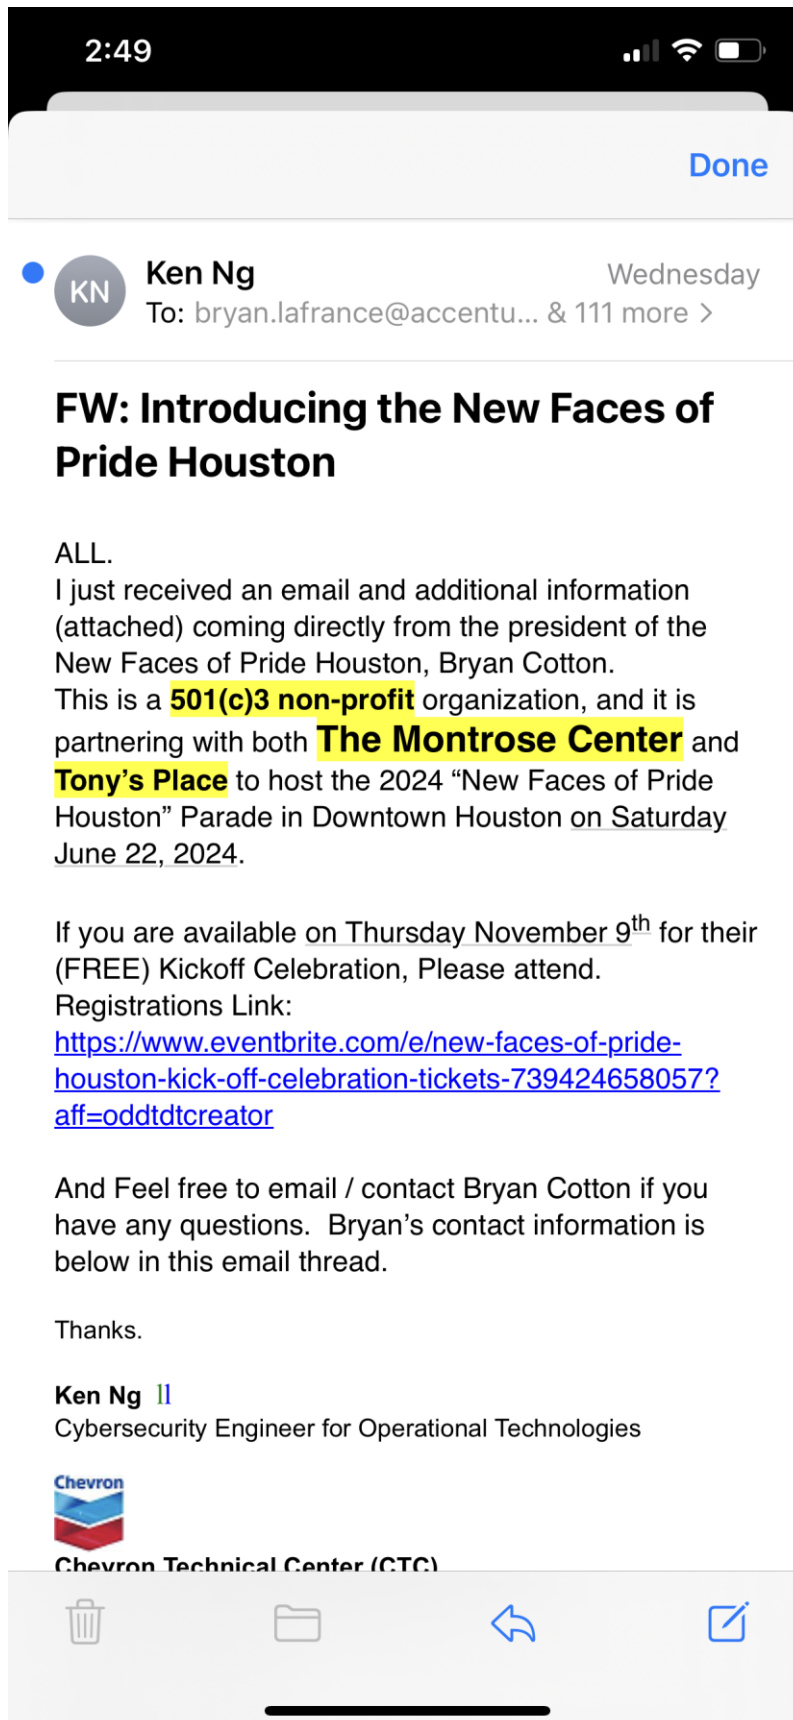 2:49
Done
KN
Ken Ng
Wednesday
To: bryan.lafrance@accentu... & 111 more >
FW: Introducing the New Faces of
Pride Houston
ALL.
I just received an email and additional information
(attached) coming directly from the president of the
New Faces of Pride Houston, Bryan Cotton.
This is a 501(c)3 non-profit organization, and it is
partnering with both The Montrose Center and
Tony’s Place to host the 2024 “New Faces of Pride
Houston” Parade in Downtown Houston on Saturday
June 22, 2024.
If you are available on Thursday November 9th for their
(FREE) Kickoff Celebration, Please attend.
Registrations Link:
https://www.eventbrite.com/e/new-faces-of-pride-
houston-kick-off-celebration-tickets-739424658057?
aff=oddtdtcreator
And Feel free to email / contact Bryan Cotton if you
have any questions.  Bryan’s contact information is
below in this email thread.
Thanks.
Ken Ng ll
Cybersecurity Engineer for Operational Technologies
Chevron
Chevron Technical Center (CTC)